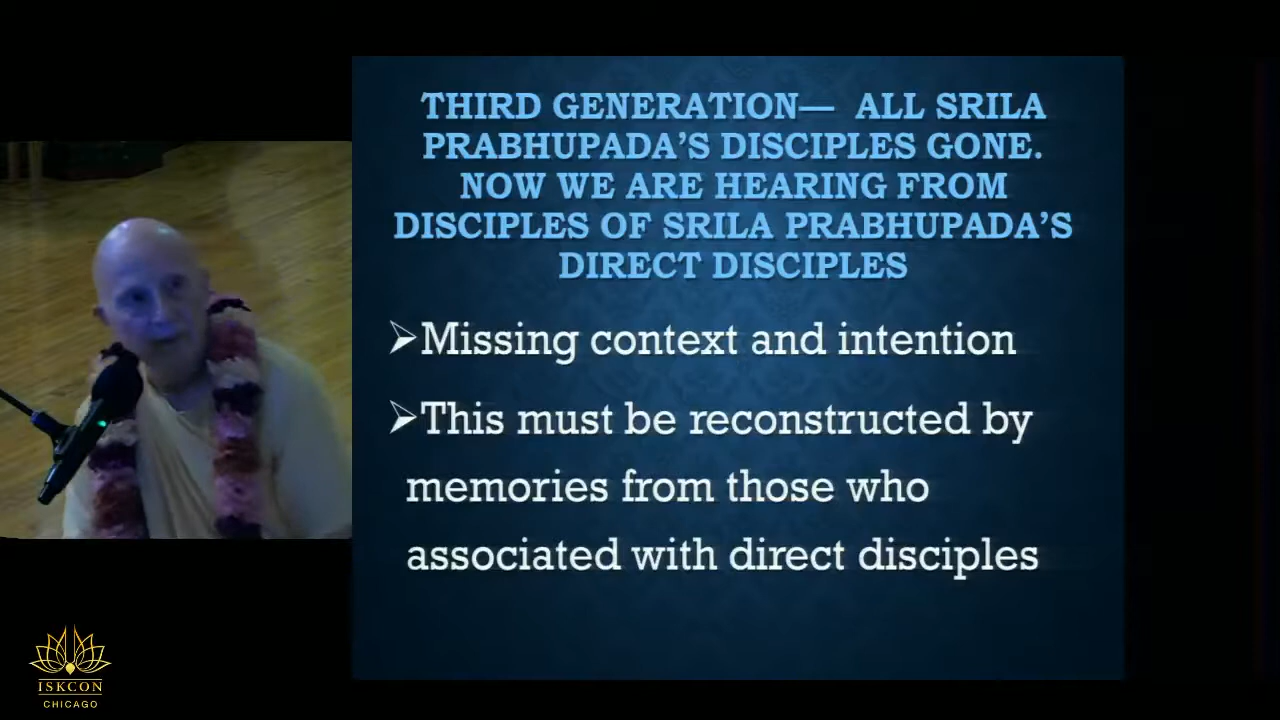 THIRD GENERATION— ALL SRILA
PRABHUPADA’S DISCIPLES GONE.
NOW WE ARE HEARING FROM
DISCIPLES OF SRILA PRABHUPADA’S
DIRECT DISCIPLES
➢Missing context and intention
➢This must be reconstructed by
memories from those who
associated with direct disciples
ISKCON
CHICAGO